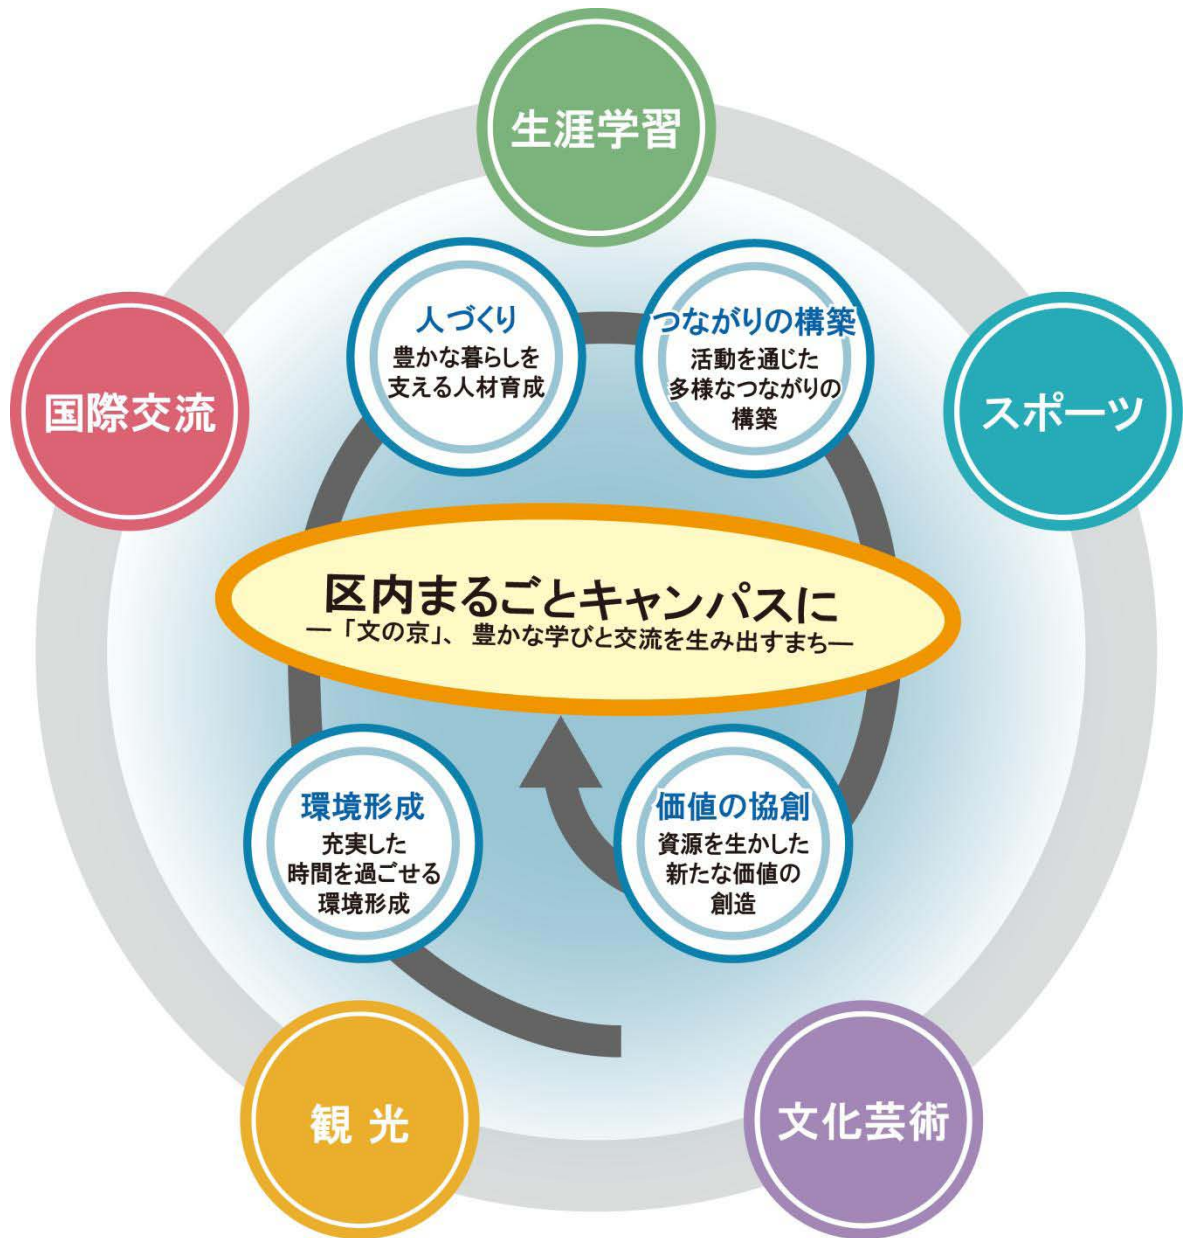 生涯学習
人づくり
豊かな暮らしを
支える人材育成
つながりの構築
活動を通じた
多様なつながりの
構築
国際交流
スポーツ
区内まるごとキャンパスに
―「文の京」、豊かな学びと交流を生み出すまち―
環境形成
充実した
時間を過ごせる
環境形成
価値の協創
資源を生かした
新たな価値の
創造
観 光
文化芸術